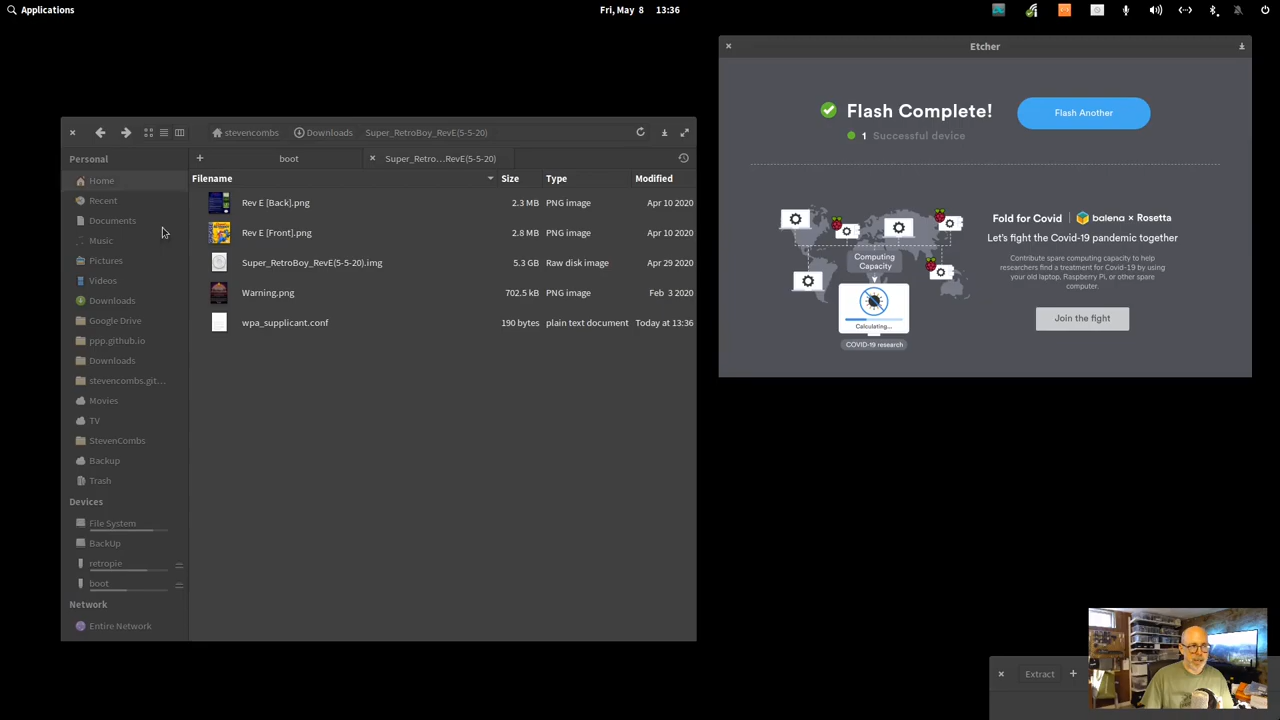 Applications
Fri, May 8 13:36
Etcher
Flash Complete!
1 Successful device
Flash Another
Fold for Covid
balena × Rosetta
Let's fight the Covid-19 pandemic together
Contribute spare computing capacity to help
researchers find a treatment for Covid-19 by using
your old laptop, Raspberry Pi, or other spare
computer.
Join the fight
Computing
Capacity
Calculating...
COVID-19 research
stevencombs
Downloads
Super_RetroBoy_RevE(5-5-20)
boot
Super_Retro...RevE(5-5-20)
Personal
Home
Recent
Documents
Music
Pictures
Videos
Downloads
Google Drive
ppp.github.io
Downloads
stevencombs.git...
Movies
TV
StevenCombs
Backup
Trash
Devices
File System
BackUp
retropie
boot
Network
Entire Network
Filename Size Type Modified
Rev E [Back].png 2.3 MB PNG image Apr 10 2020
Rev E [Front].png 2.8 MB PNG image Apr 10 2020
Super_RetroBoy_RevE(5-5-20).img 5.3 GB Raw disk image Apr 29 2020
Warning.png 702.5 kB PNG image Feb 3 2020
wpa_supplicant.conf 190 bytes plain text document Today at 13:36
Extract